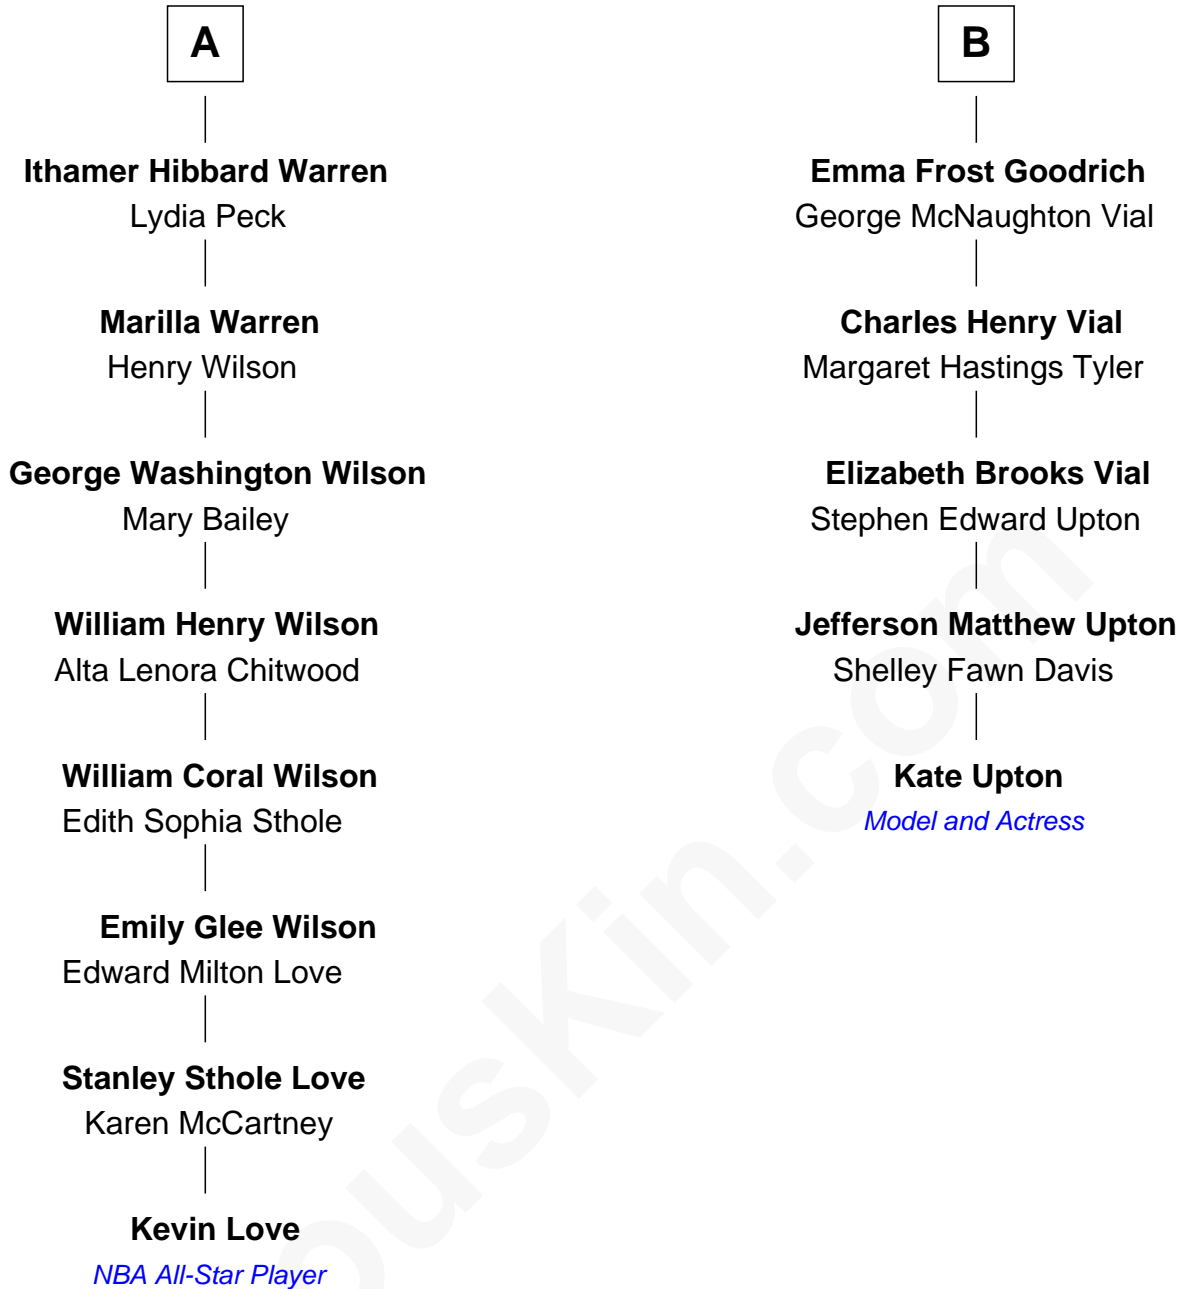 A
Ithamer Hibbard Warren
Lydia Peck
Marilla Warren
Henry Wilson
George Washington Wilson
Mary Bailey
William Henry Wilson
Alta Lenora Chitwood
William Coral Wilson
Edith Sophia Sthole
Emily Glee Wilson
Edward Milton Love
Stanley Sthole Love
Karen McCartney
Kevin Love
NBA All-Star Player
B
Emma Frost Goodrich
George McNaughton Vial
Charles Henry Vial
Margaret Hastings Tyler
Elizabeth Brooks Vial
Stephen Edward Upton
Jefferson Matthew Upton
Shelley Fawn Davis
Kate Upton
Model and Actress
ousKin.com